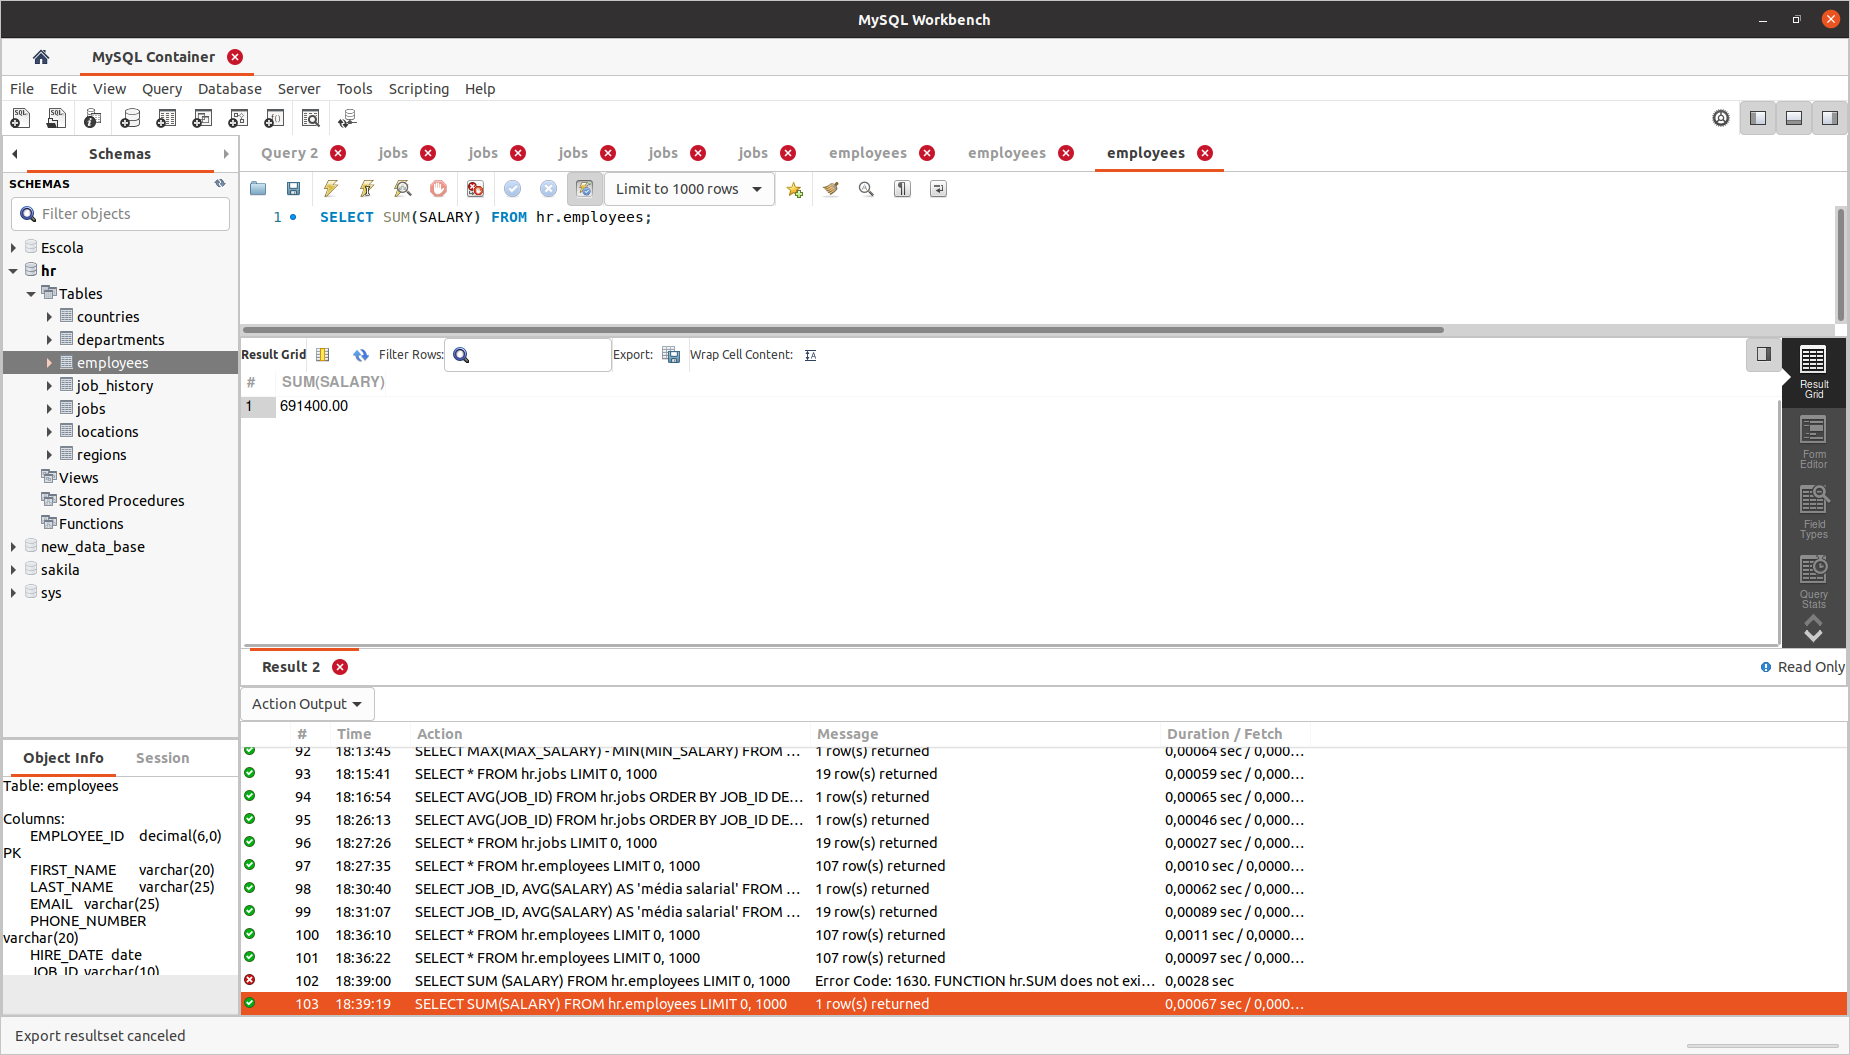 MySQL Workbench
MySQL Container
File Edit View Query Database Server Tools Scripting Help
Schemas
SCHEMAS
Filter objects
Escola
hr
Tables
countries
departments
employees
job_history
jobs
locations
regions
Views
Stored Procedures
Functions
new_data_base
sakila
sys
Object Info Session
Table: employees
Columns:
EMPLOYEE_ID decimal(6,0)
PK
FIRST_NAME varchar(20)
LAST_NAME varchar(25)
EMAIL varchar(25)
PHONE_NUMBER
varchar(20)
HIRE_DATE date
JOB_ID varchar(10)
Query 2 jobs jobs jobs jobs jobs employees employees employees
Limit to 1000 rows
1 SELECT SUM(SALARY) FROM hr.employees;
Result Grid Filter Rows: Export: Wrap Cell Content:
# SUM(SALARY)
1 691400.00
Result
Grid
Form
Editor
Field
Types
Query
Stats
Result 2 Read Only
Action Output
# Time Action Message Duration / Fetch
92 18:13:45 SELECT MAX(MAX_SALARY) - MIN(MIN_SALARY) FROM ... 1 row(s) returned 0,00064 sec / 0,000...
93 18:15:41 SELECT * FROM hr.jobs LIMIT 0, 1000 19 row(s) returned 0,00059 sec / 0,000...
94 18:16:54 SELECT AVG(JOB_ID) FROM hr.jobs ORDER BY JOB_ID DE... 1 row(s) returned 0,00065 sec / 0,000...
95 18:26:13 SELECT AVG(JOB_ID) FROM hr.jobs ORDER BY JOB_ID DE... 1 row(s) returned 0,00046 sec / 0,000...
96 18:27:26 SELECT * FROM hr.jobs LIMIT 0, 1000 19 row(s) returned 0,00027 sec / 0,000...
97 18:27:35 SELECT * FROM hr.employees LIMIT 0, 1000 107 row(s) returned 0,0010 sec / 0,0000...
98 18:30:40 SELECT JOB_ID, AVG(SALARY) AS 'média salarial' FROM ... 1 row(s) returned 0,00062 sec / 0,000...
99 18:31:07 SELECT JOB_ID, AVG(SALARY) AS 'média salarial' FROM ... 19 row(s) returned 0,00089 sec / 0,000...
100 18:36:10 SELECT * FROM hr.employees LIMIT 0, 1000 107 row(s) returned 0,0011 sec / 0,0000...
101 18:36:22 SELECT * FROM hr.employees LIMIT 0, 1000 107 row(s) returned 0,00097 sec / 0,000...
102 18:39:00 SELECT SUM (SALARY) FROM hr.employees LIMIT 0, 1000 Error Code: 1630. FUNCTION hr.SUM does not exi... 0,0028 sec
103 18:39:19 SELECT SUM(SALARY) FROM hr.employees LIMIT 0, 1000 1 row(s) returned 0,00067 sec / 0,000...
Export resultset canceled